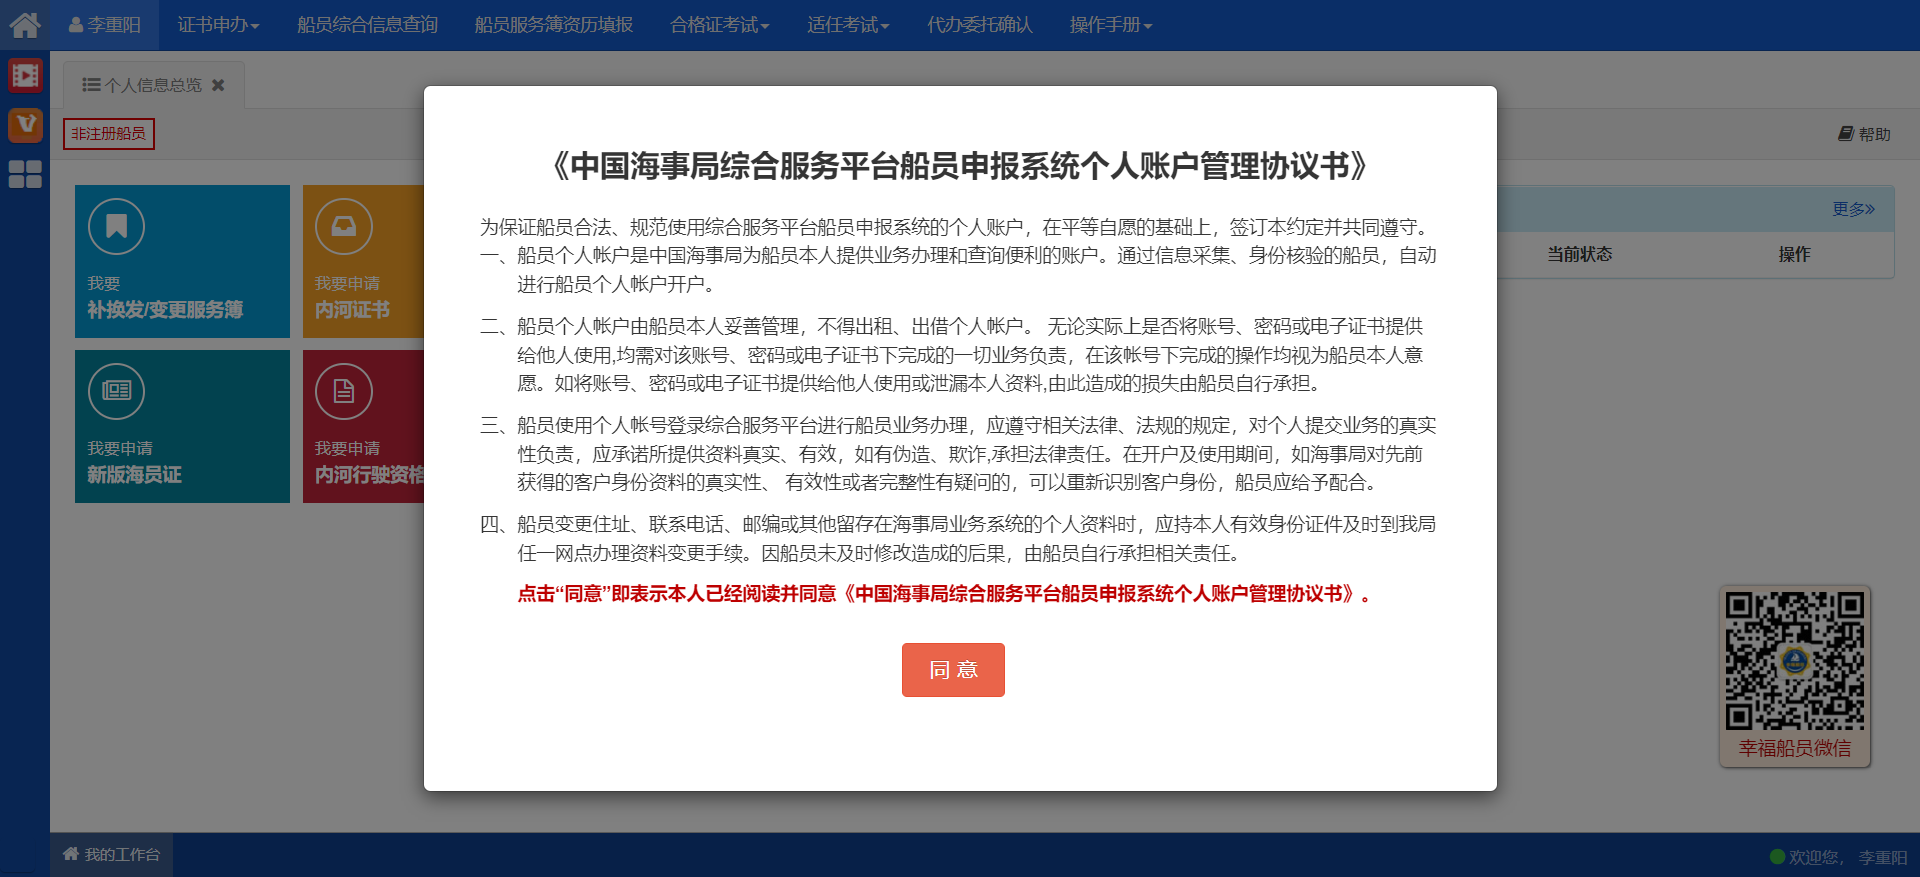 李重阳 证书申办 船员综合信息查询 船员服务簿资历填报 合格证考试 适任考试 代办委托确认 操作手册
个人信息总览
非注册船员
帮助
《中国海事局综合服务平台船员申报系统个人账户管理协议书》
为保证船员合法、规范使用综合服务平台船员申报系统的个人账户，在平等自愿的基础上，签订本约定并共同遵守。
一、船员个人帐户是中国海事局为船员本人提供业务办理和查询便利的账户。通过信息采集、身份核验的船员，自动
进行船员个人帐户开户。
二、船员个人帐户由船员本人妥善管理，不得出租、出借个人帐户。 无论实际上是否将账号、密码或电子证书提供
给他人使用,均需对该账号、密码或电子证书下完成的一切业务负责，在该帐号下完成的操作均视为船员本人意
愿。如将账号、密码或电子证书提供给他人使用或泄漏本人资料,由此造成的损失由船员自行承担。
三、船员使用个人帐号登录综合服务平台进行船员业务办理，应遵守相关法律、法规的规定，对个人提交业务的真实
性负责，应承诺所提供资料真实、有效，如有伪造、欺诈,承担法律责任。在开户及使用期间，如海事局对先前
获得的客户身份资料的真实性、 有效性或者完整性有疑问的，可以重新识别客户身份，船员应给予配合。
四、船员变更住址、联系电话、邮编或其他留存在海事局业务系统的个人资料时，应持本人有效身份证件及时到我局
任一网点办理资料变更手续。因船员未及时修改造成的后果，由船员自行承担相关责任。
点击“同意”即表示本人已经阅读并同意《中国海事局综合服务平台船员申报系统个人账户管理协议书》。
同 意
我要
补换发/变更服务簿
我要申请
内河证书
我要申请
新版海员证
我要申请
内河行驶资格
更多»
当前状态 操作
幸福船员微信
我的工作台
欢迎您， 李重阳